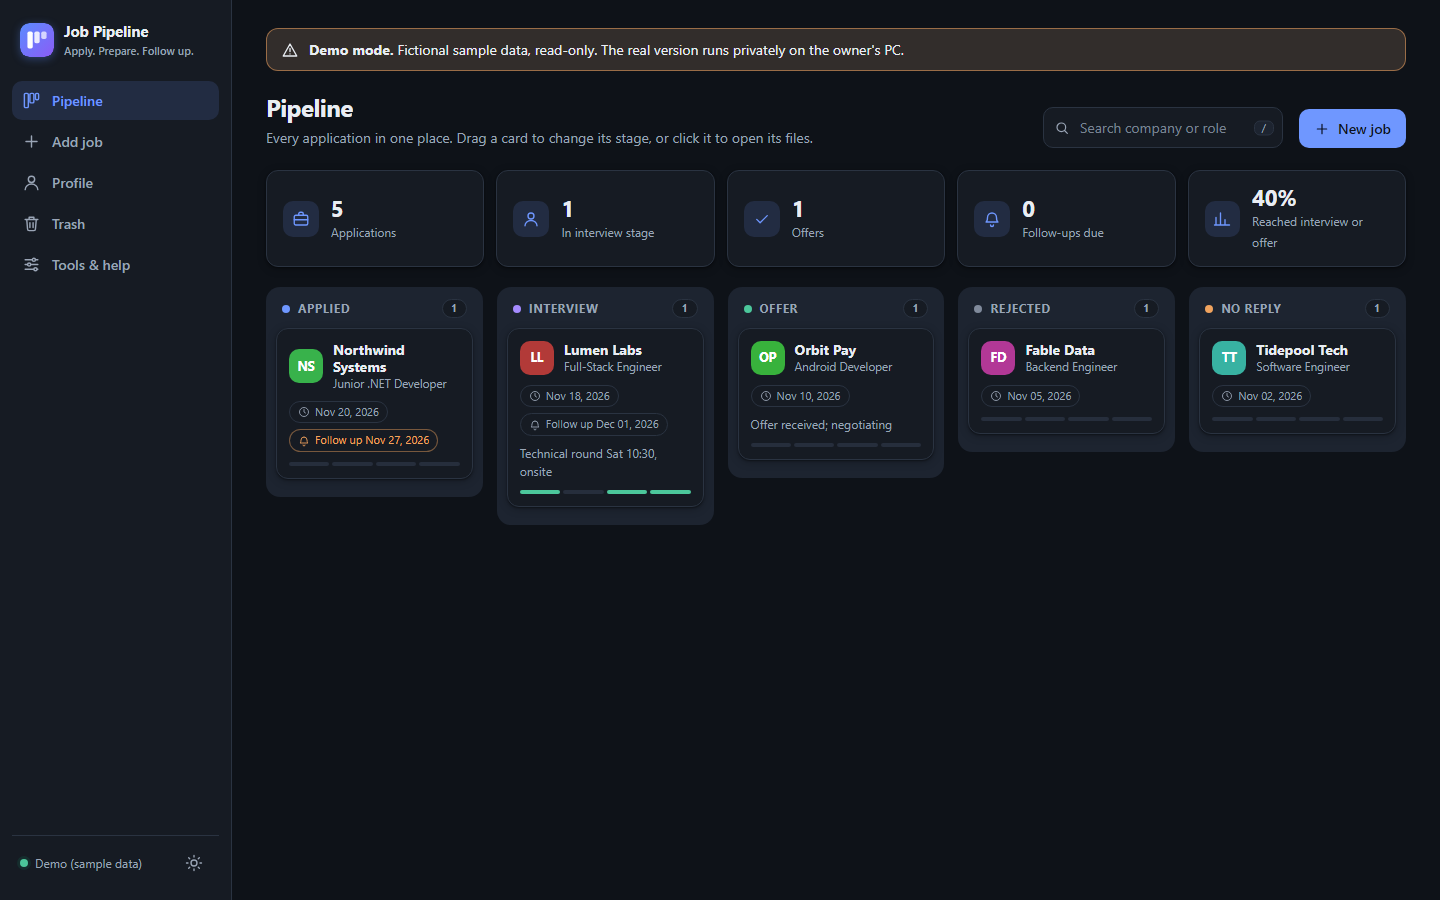 Job Pipeline
Apply. Prepare. Follow up.
Pipeline
Add job
Profile
Trash
Tools & help
Demo (sample data)
Demo mode. Fictional sample data, read-only. The real version runs privately on the owner's PC.
Pipeline
Every application in one place. Drag a card to change its stage, or click it to open its files.
Search company or role /
New job
5
Applications
1
In interview stage
1
Offers
0
Follow-ups due
40%
Reached interview or
offer
APPLIED 1
NS
Northwind
Systems
Junior .NET Developer
Nov 20, 2026
Follow up Nov 27, 2026
INTERVIEW 1
LL
Lumen Labs
Full-Stack Engineer
Nov 18, 2026
Follow up Dec 01, 2026
Technical round Sat 10:30,
onsite
OFFER 1
OP
Orbit Pay
Android Developer
Nov 10, 2026
Offer received; negotiating
REJECTED 1
FD
Fable Data
Backend Engineer
Nov 05, 2026
NO REPLY 1
TT
Tidepool Tech
Software Engineer
Nov 02, 2026